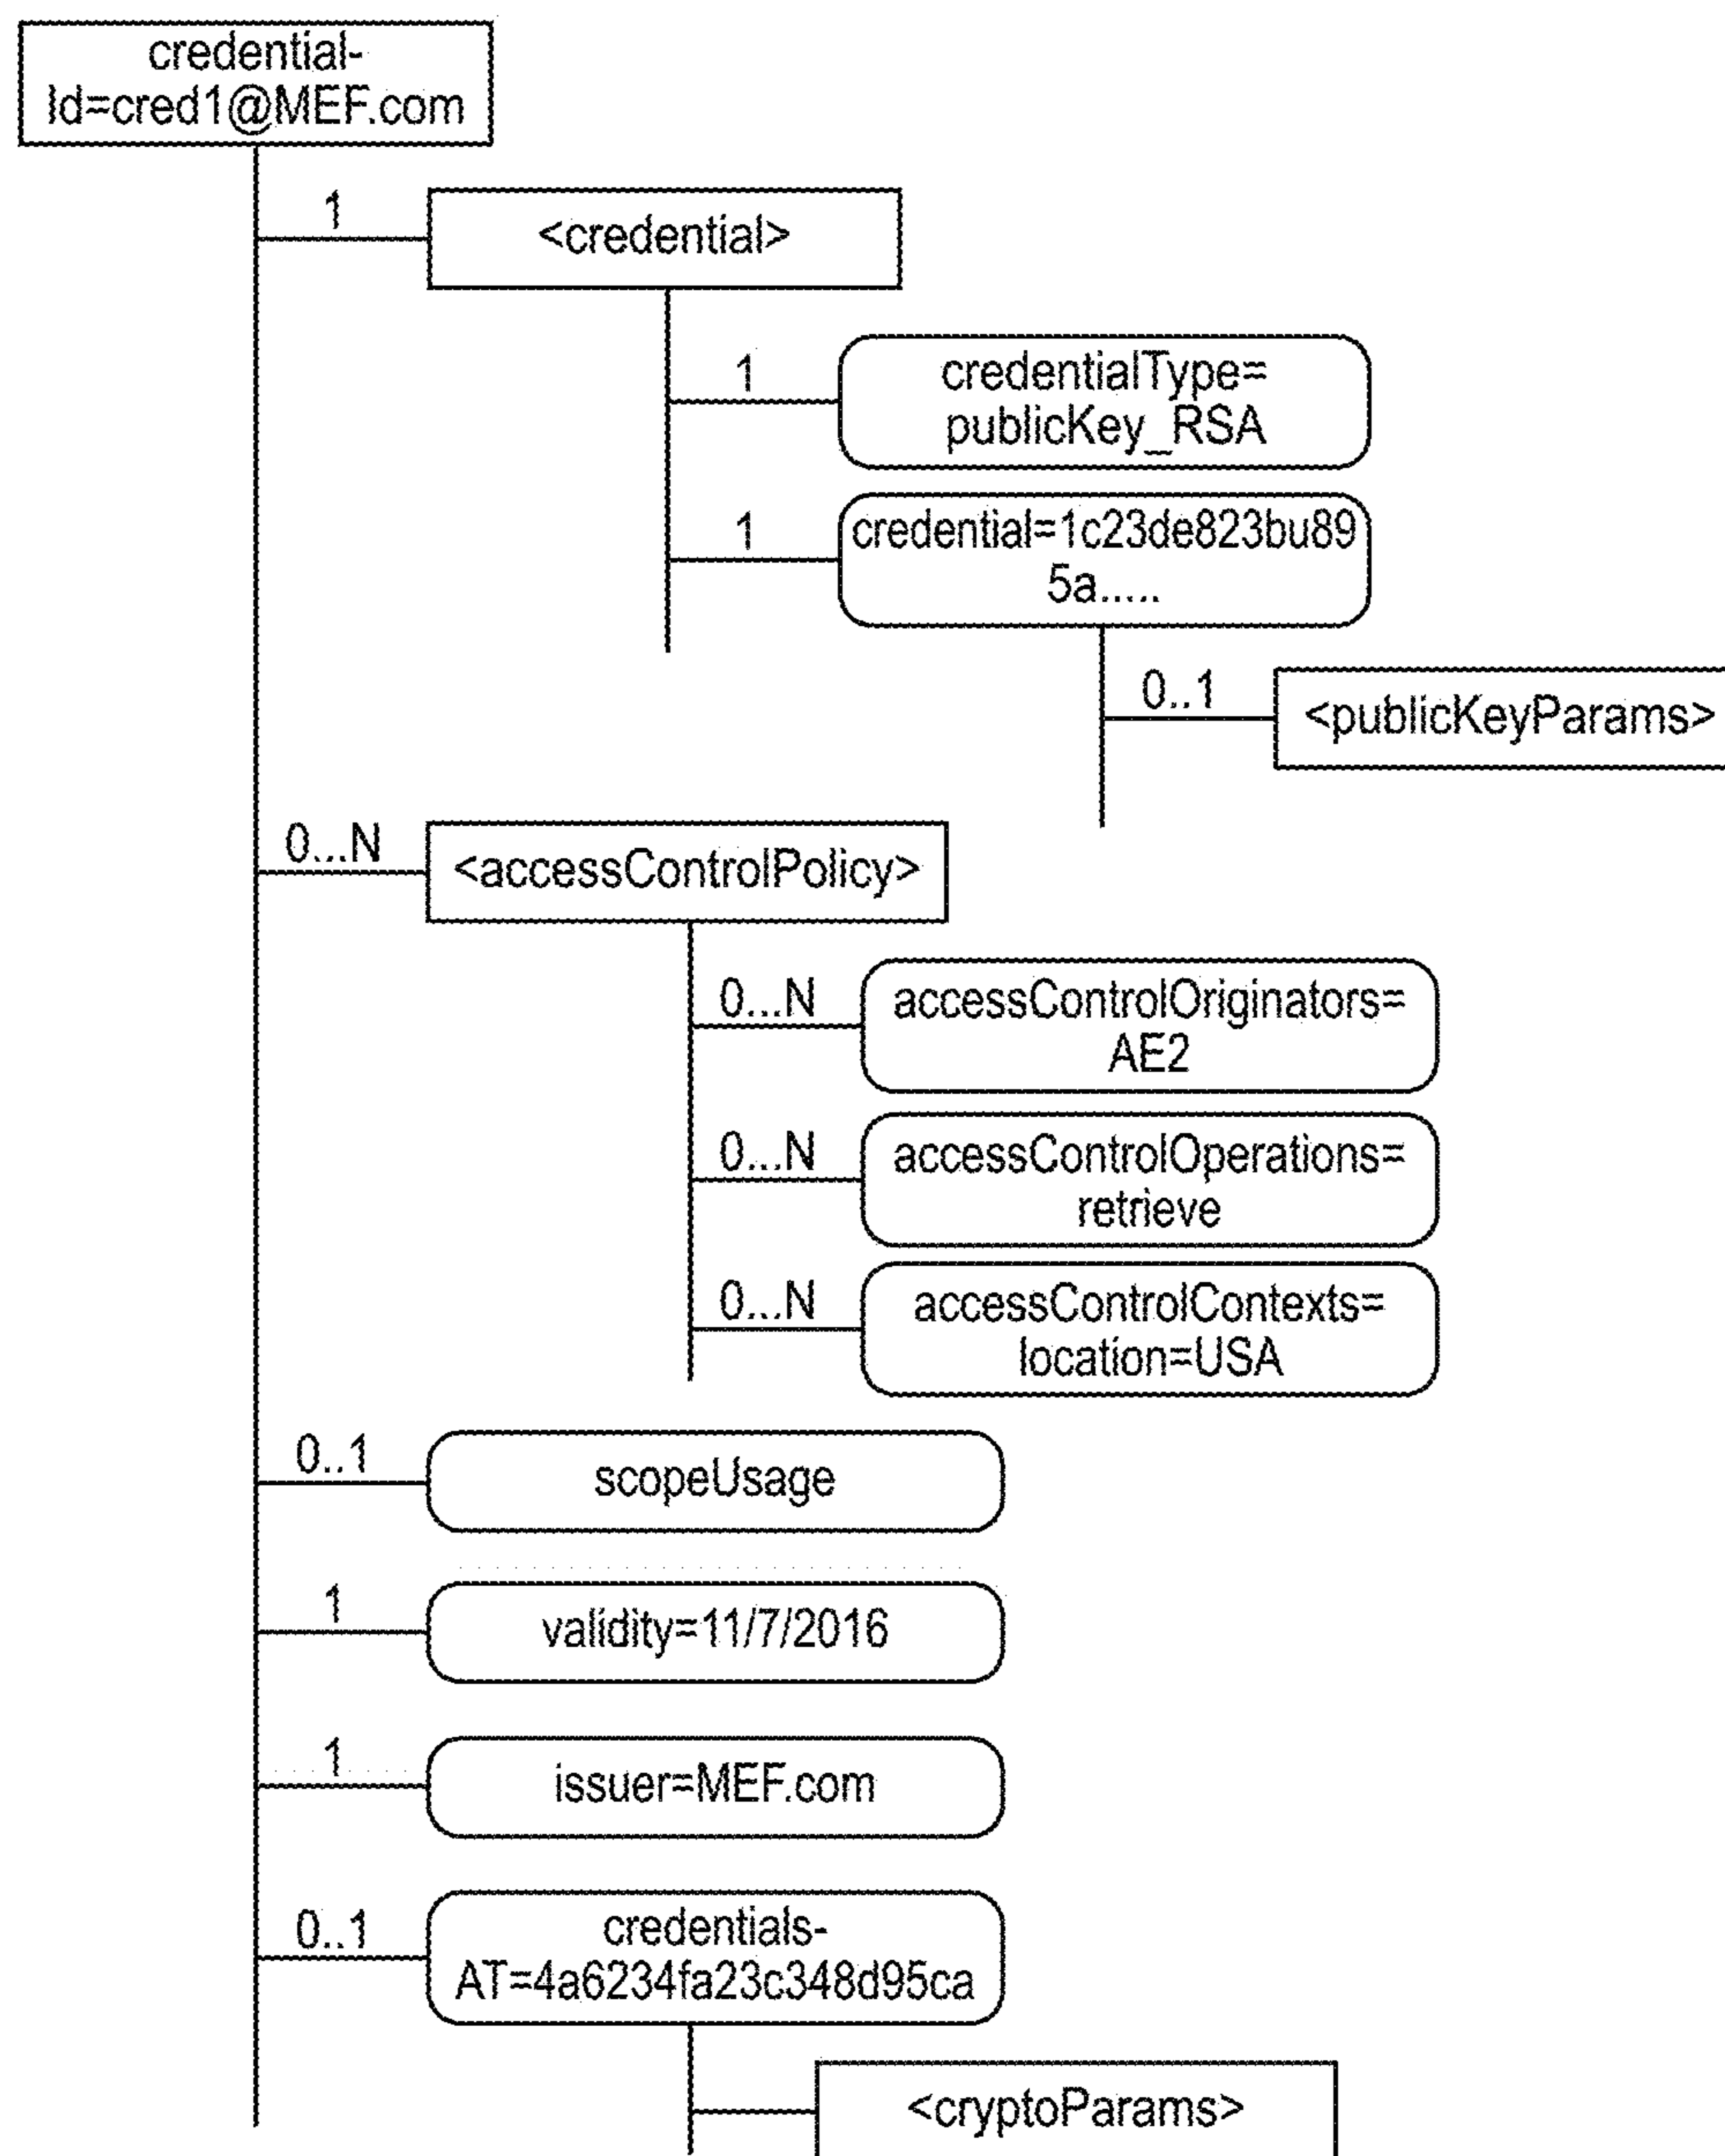 credential-
Id=cred1@MEF.com
1
<credential>
1
credentialType=
publicKey_RSA
1
credential=1c23de823bu89
5a.....
0..1
<publicKeyParams>
0...N
<accessControlPolicy>
0...N
accessControlOriginators=
AE2
0...N
accessControlOperations=
retrieve
0...N
accessControlContexts=
location=USA
0..1
scopeUsage
1
validity=11/7/2016
1
issuer=MEF.com
0..1
credentials-
AT=4a6234fa23c348d95ca
<cryptoParams>